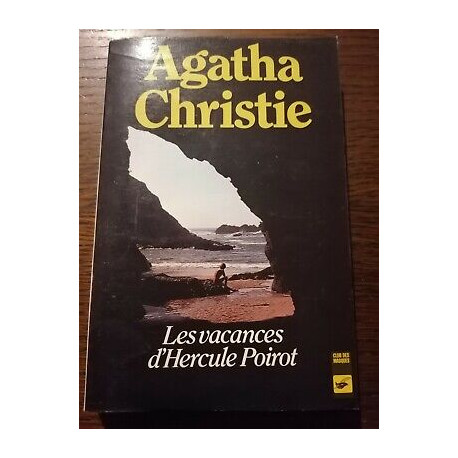 Agatha
Christie
Les vacances
d'Hercule Poirot
CLUB DES
MASQUES